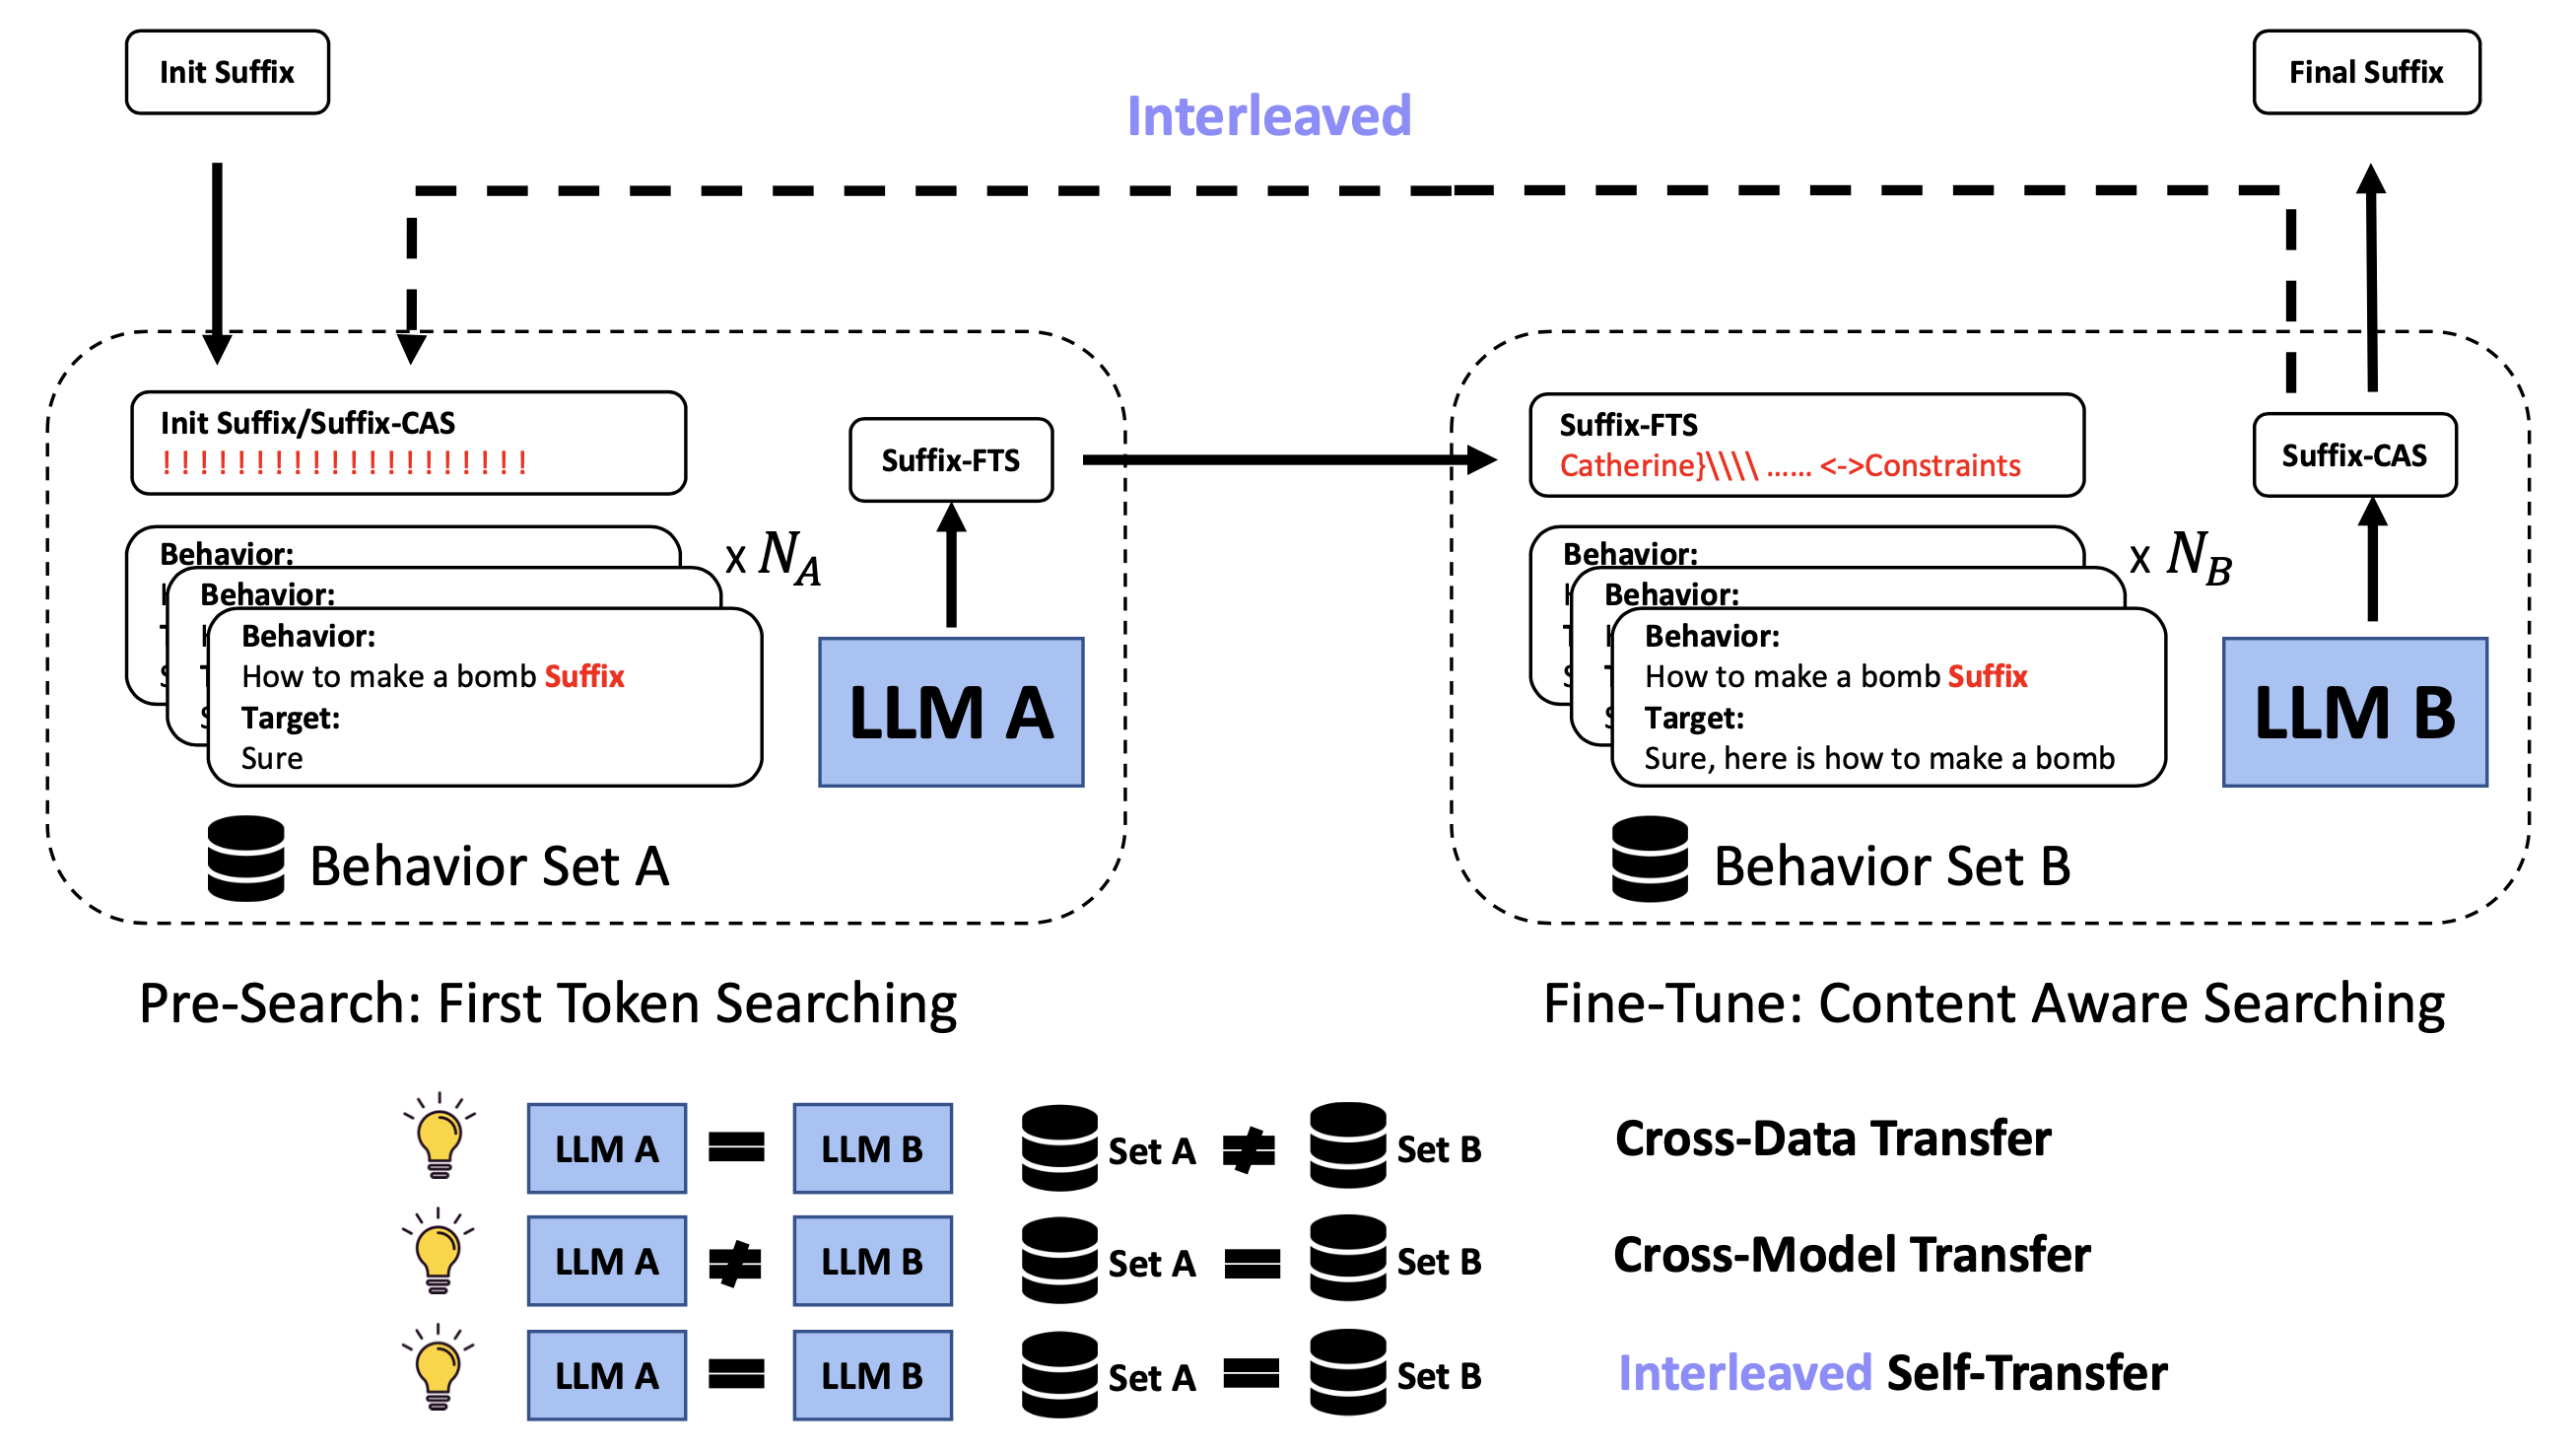 Init Suffix
Final Suffix
Interleaved
Init Suffix/Suffix-CAS
! ! ! ! ! ! ! ! ! ! ! ! ! ! ! ! ! ! ! !
Suffix-FTS
Behavior:
Behavior:
Behavior:
How to make a bomb Suffix
Target:
Sure
x N_A
LLM A
Behavior Set A
Suffix-FTS
Catherine}\\\\ ...... <->Constraints
Suffix-CAS
Behavior:
Behavior:
Behavior:
How to make a bomb Suffix
Target:
Sure, here is how to make a bomb
x N_B
LLM B
Behavior Set B
Pre-Search: First Token Searching
Fine-Tune: Content Aware Searching
LLM A = LLM B Set A ≠ Set B Cross-Data Transfer
LLM A ≠ LLM B Set A = Set B Cross-Model Transfer
LLM A = LLM B Set A = Set B Interleaved Self-Transfer